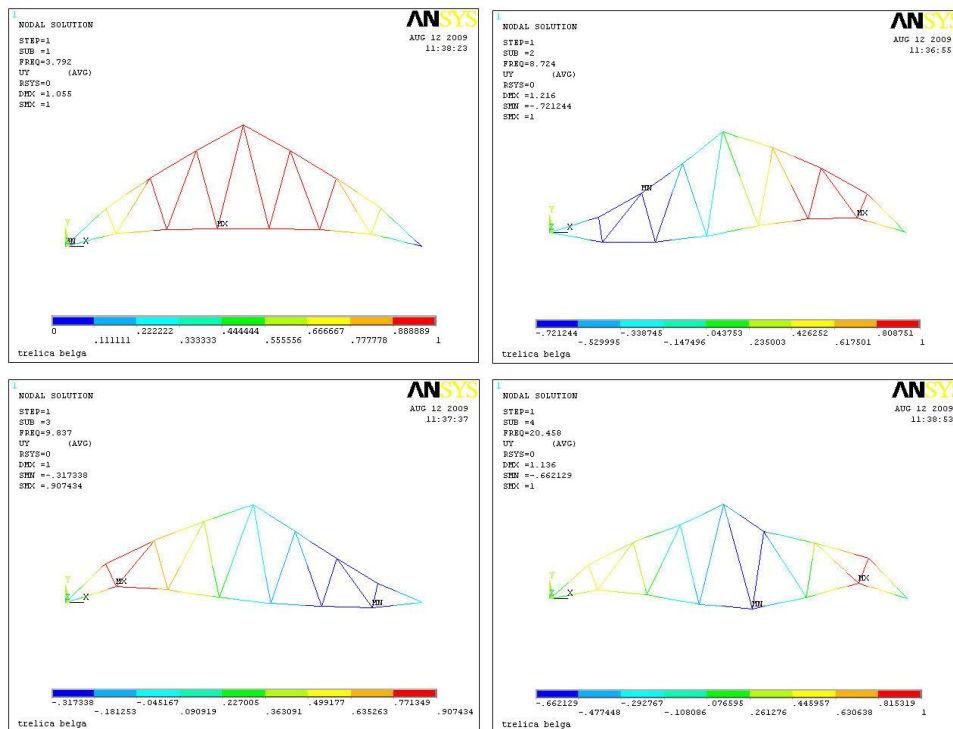 1
ANSYS
NODAL SOLUTION
AUG 12 2009
11:38:23
STEP=1
SUB =1
FREQ=3.792
UY (AVG)
RSYS=0
DMX =1.055
SMX =1
MX
Y
MN X
0 .222222 .444444 .666667 .888889
.111111 .333333 .555556 .777778 1
trelica belga
1
ANSYS
NODAL SOLUTION
AUG 12 2009
11:36:55
STEP=1
SUB =2
FREQ=8.724
UY (AVG)
RSYS=0
DMX =1.216
SMN =-.721244
SMX =1
MN
MX
Y
Z X
-.721244 -.338745 .043753 .426252 .808751
-.529995 -.147496 .235003 .617501 1
trelica belga
1
ANSYS
NODAL SOLUTION
AUG 12 2009
11:37:37
STEP=1
SUB =3
FREQ=9.837
UY (AVG)
RSYS=0
DMX =1
SMN =-.317338
SMX =.907434
MX
Y
Z X
MN
-.317338 -.045167 .227005 .499177 .771349
-.181253 .090919 .363091 .635263 .907434
trelica belga
1
ANSYS
NODAL SOLUTION
AUG 12 2009
11:38:53
STEP=1
SUB =4
FREQ=20.458
UY (AVG)
RSYS=0
DMX =1.136
SMN =-.662129
SMX =1
MX
Y
Z X
MN
-.662129 -.292767 .076595 .445957 .815319
-.477448 -.108086 .261276 .630638 1
trelica belga